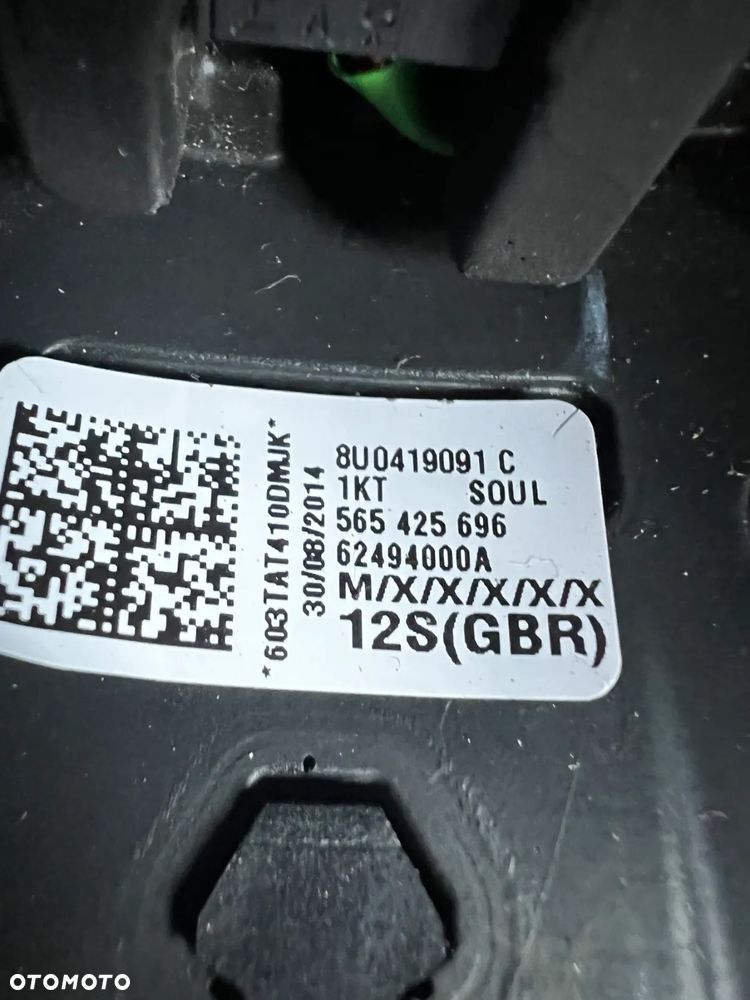 *603TAT410DMJK*
30/08/2014
8U0419091 C
1KT SOUL
565 425 696
62494000A
M/X/X/X/X/X
12S(GBR)
OTOMOTO